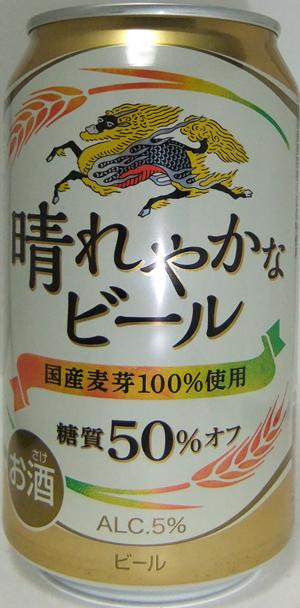 晴れやかな
ビール
国産麦芽100%使用
糖質50%オフ
さけ
お酒
ALC.5%
ビール